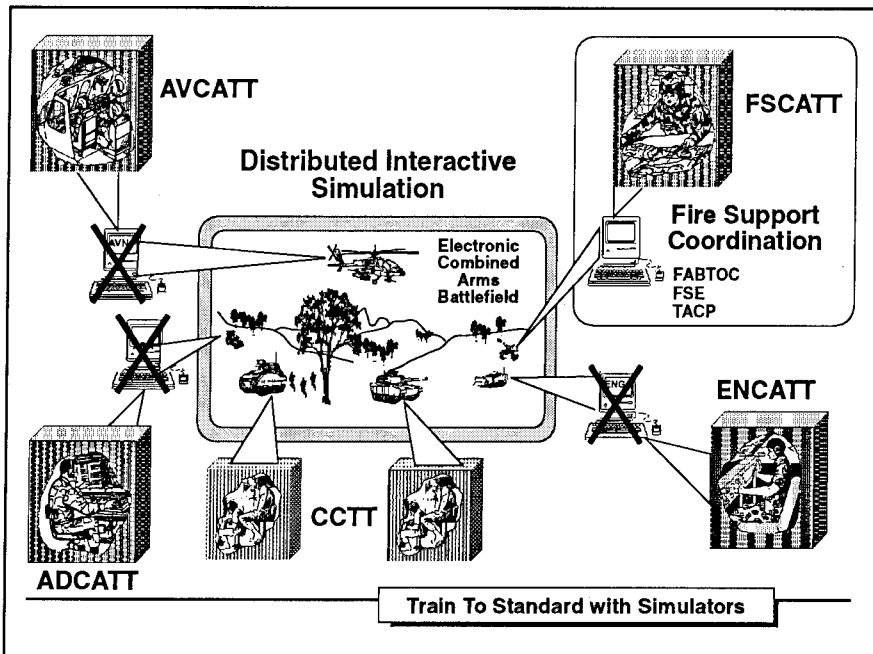 AVCATT
FSCATT
Distributed Interactive
Simulation
AVN
Electronic
Combined
Arms
Battlefield
Fire Support
Coordination
FABTOC
FSE
TACP
ENG
ENCATT
CCTT
ADCATT
Train To Standard with Simulators